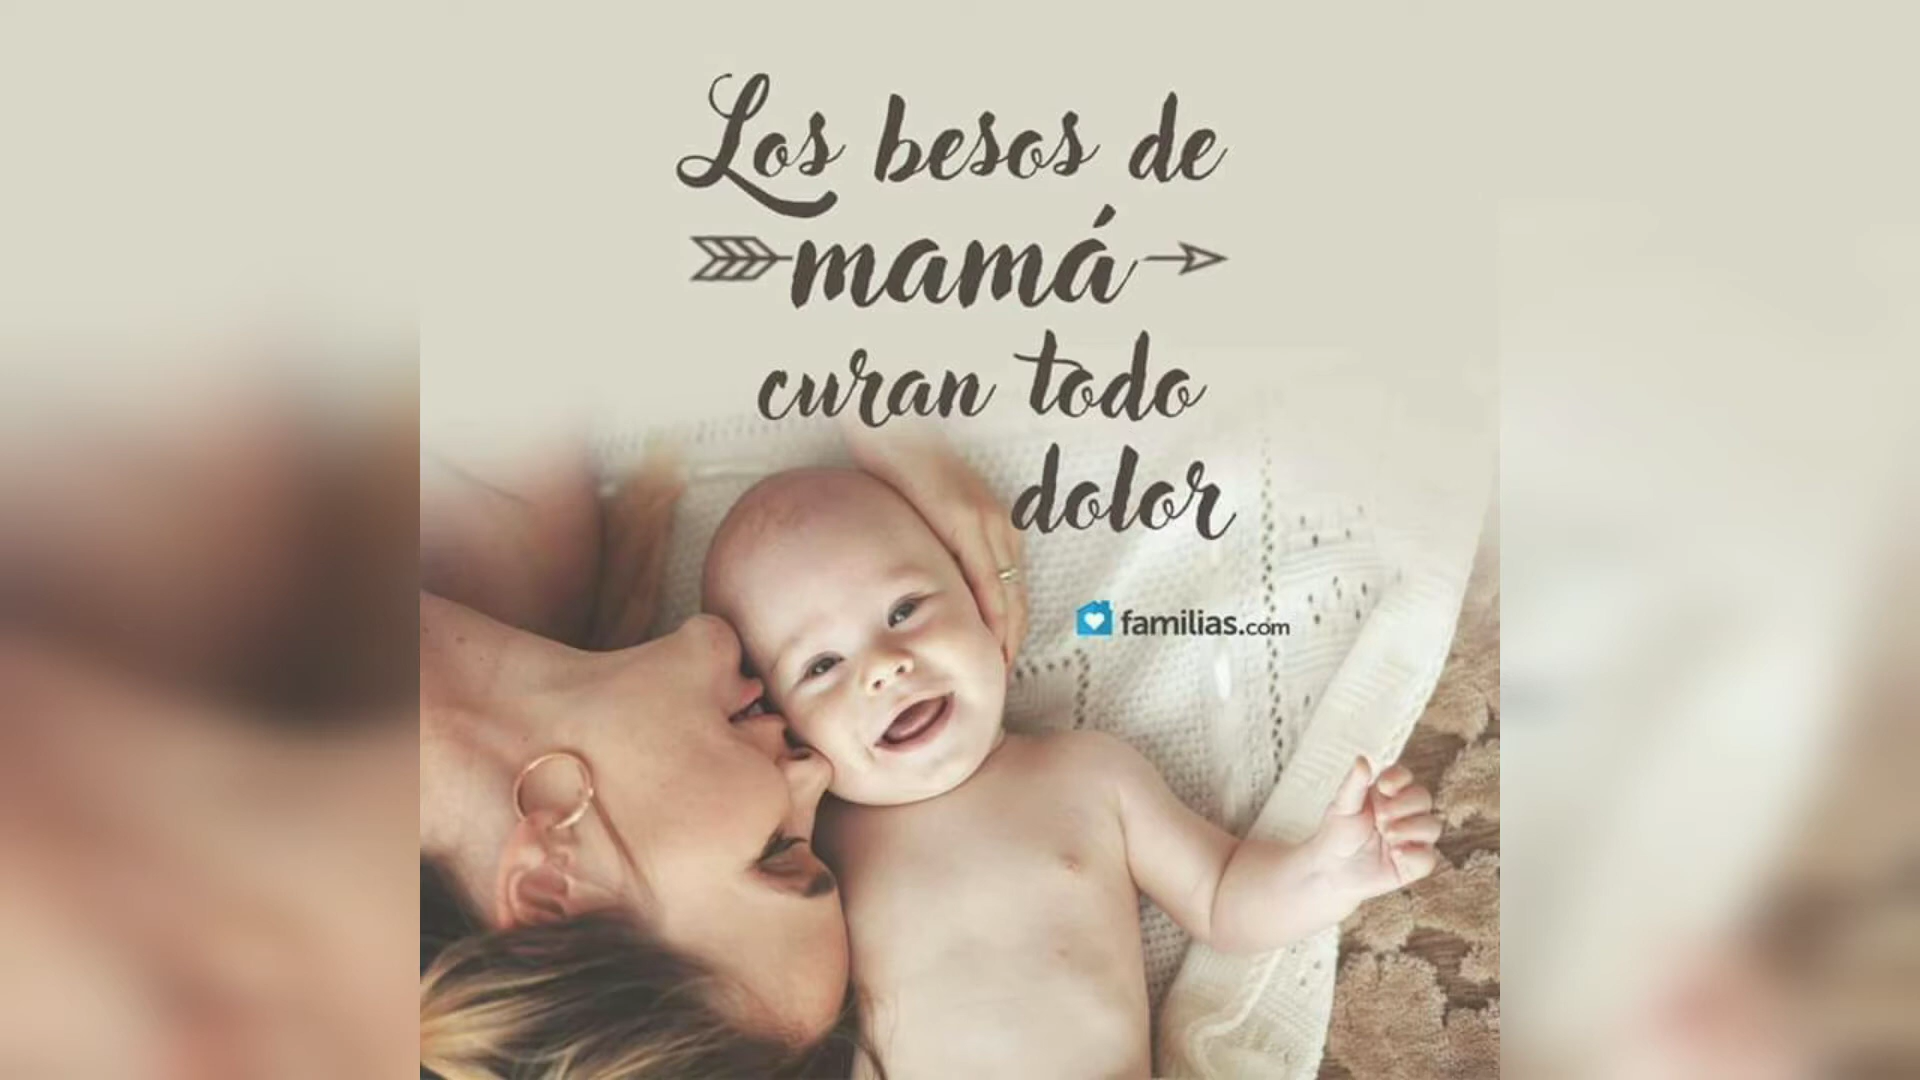 Los besos de
mamá
curan todo
dolor
familias.com